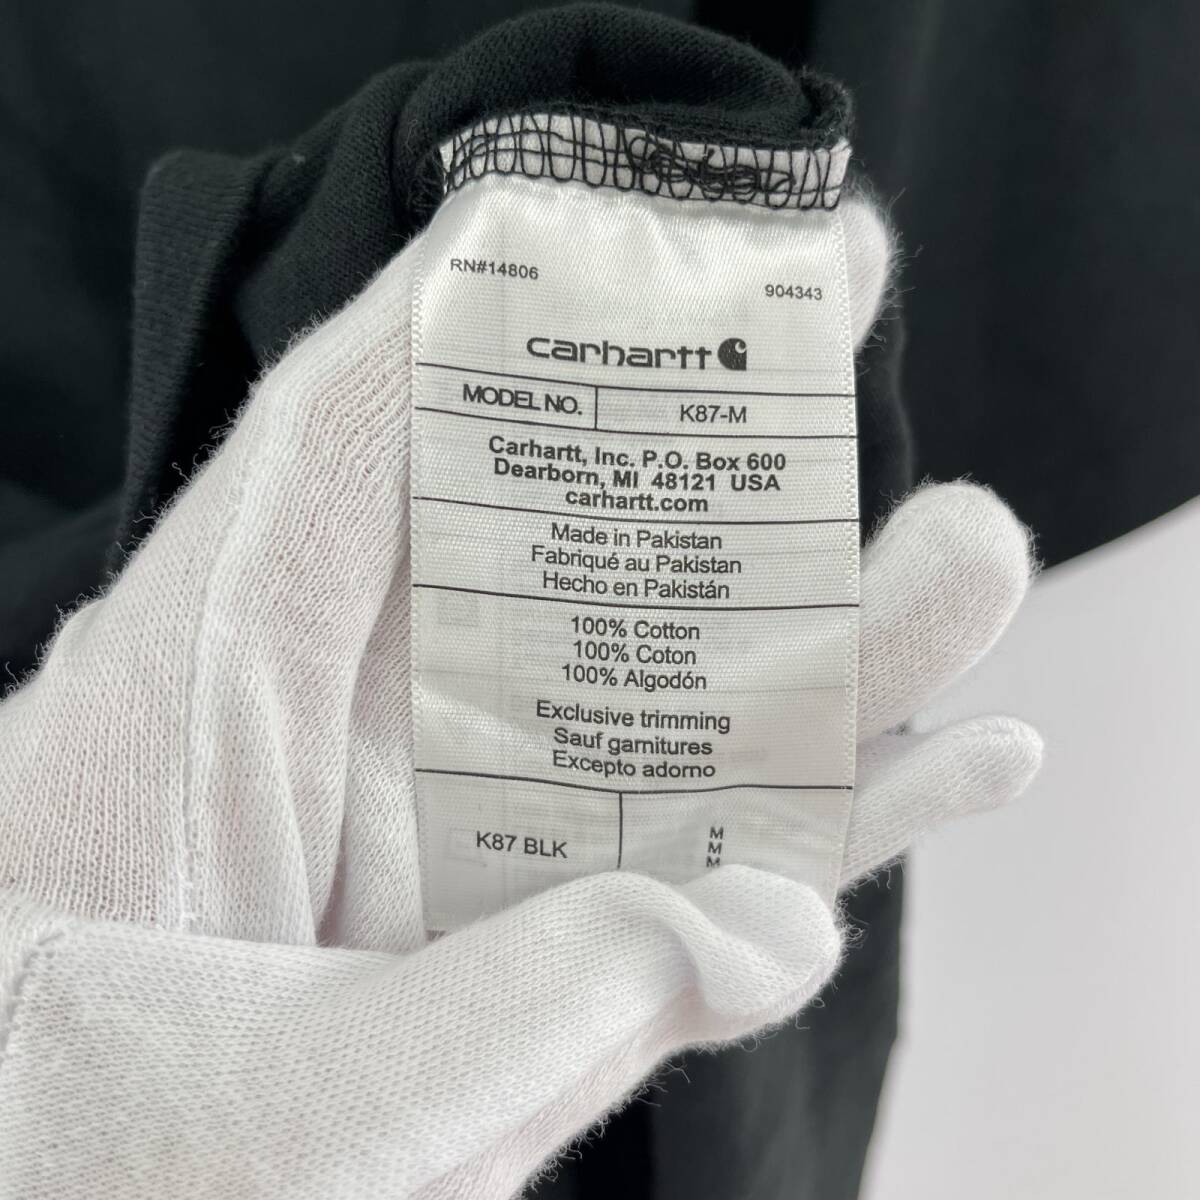 RN#14806
904343
carhartt
MODEL NO. K87-M
Carhartt, Inc. P.O. Box 600
Dearborn, MI 48121 USA
carhartt.com
Made in Pakistan
Fabriqué au Pakistan
Hecho en Pakistán
100% Cotton
100% Coton
100% Algodón
Exclusive trimming
Sauf garnitures
Excepto adorno
K87 BLK
M
M
M